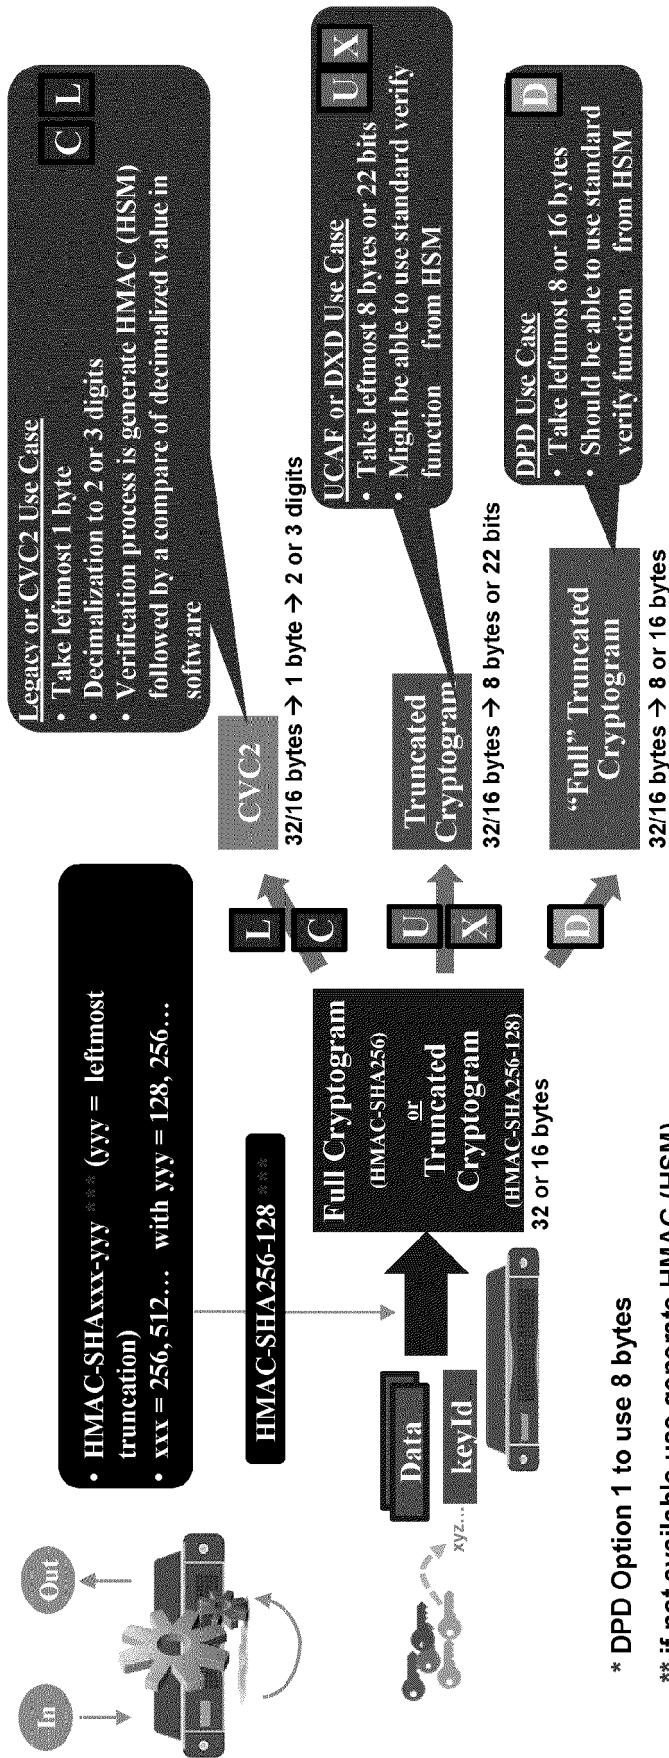 In
Out
• HMAC-SHAxxx-yyy *** (yyy = leftmost
truncation)
• xxx = 256, 512... with yyy = 128, 256...
HMAC-SHA256-128 ***
xyz...
Data
keyId
Full Cryptogram
(HMAC-SHA256)
or
Truncated
Cryptogram
(HMAC-SHA256-128)
32 or 16 bytes
L
C
U
X
D
CVC2
32/16 bytes → 1 byte → 2 or 3 digits
Truncated
Cryptogram
32/16 bytes → 8 bytes or 22 bits
“Full” Truncated
Cryptogram
32/16 bytes → 8 or 16 bytes
Legacy or CVC2 Use Case
• Take leftmost 1 byte
• Decimalization to 2 or 3 digits
• Verification process is generate HMAC (HSM)
followed by a compare of decimalized value in
software
C L
UCAF or DXD Use Case
• Take leftmost 8 bytes or 22 bits
• Might be able to use standard verify
function from HSM
U X
DPD Use Case
• Take leftmost 8 or 16 bytes
• Should be able to use standard
verify function from HSM
D
* DPD Option 1 to use 8 bytes
** if not available use generate HMAC (HSM)